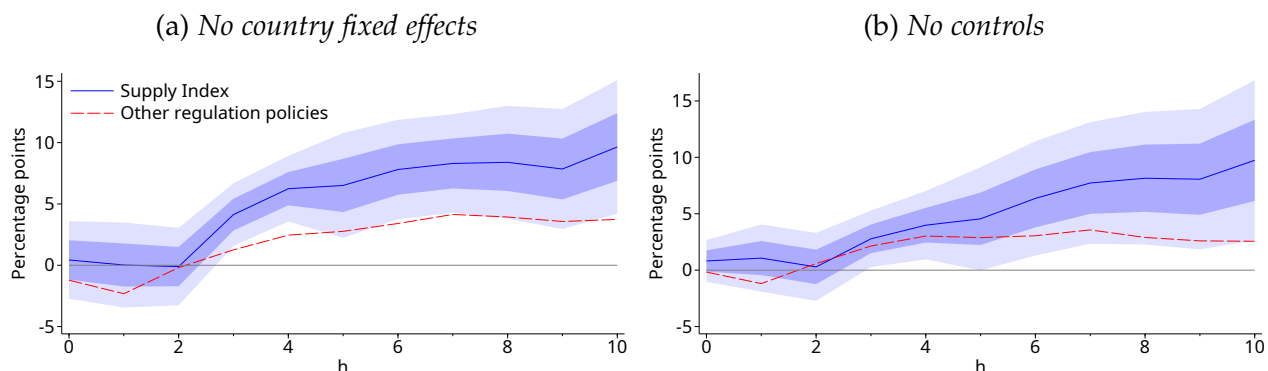 (a) No country fixed effects
Percentage points
15
10
5
0
-5
Supply Index
Other regulation policies
0 2 4 6 8 10
h
(b) No controls
Percentage points
15
10
5
0
-5
0 2 4 6 8 10
h